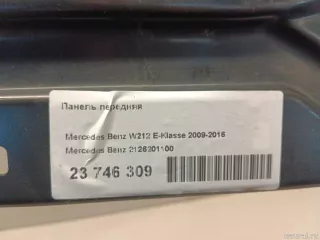 Панель передняя
Mercedes Benz W212 E-Klasse 2009-2016
Mercedes Benz 2126201100
23 746 309